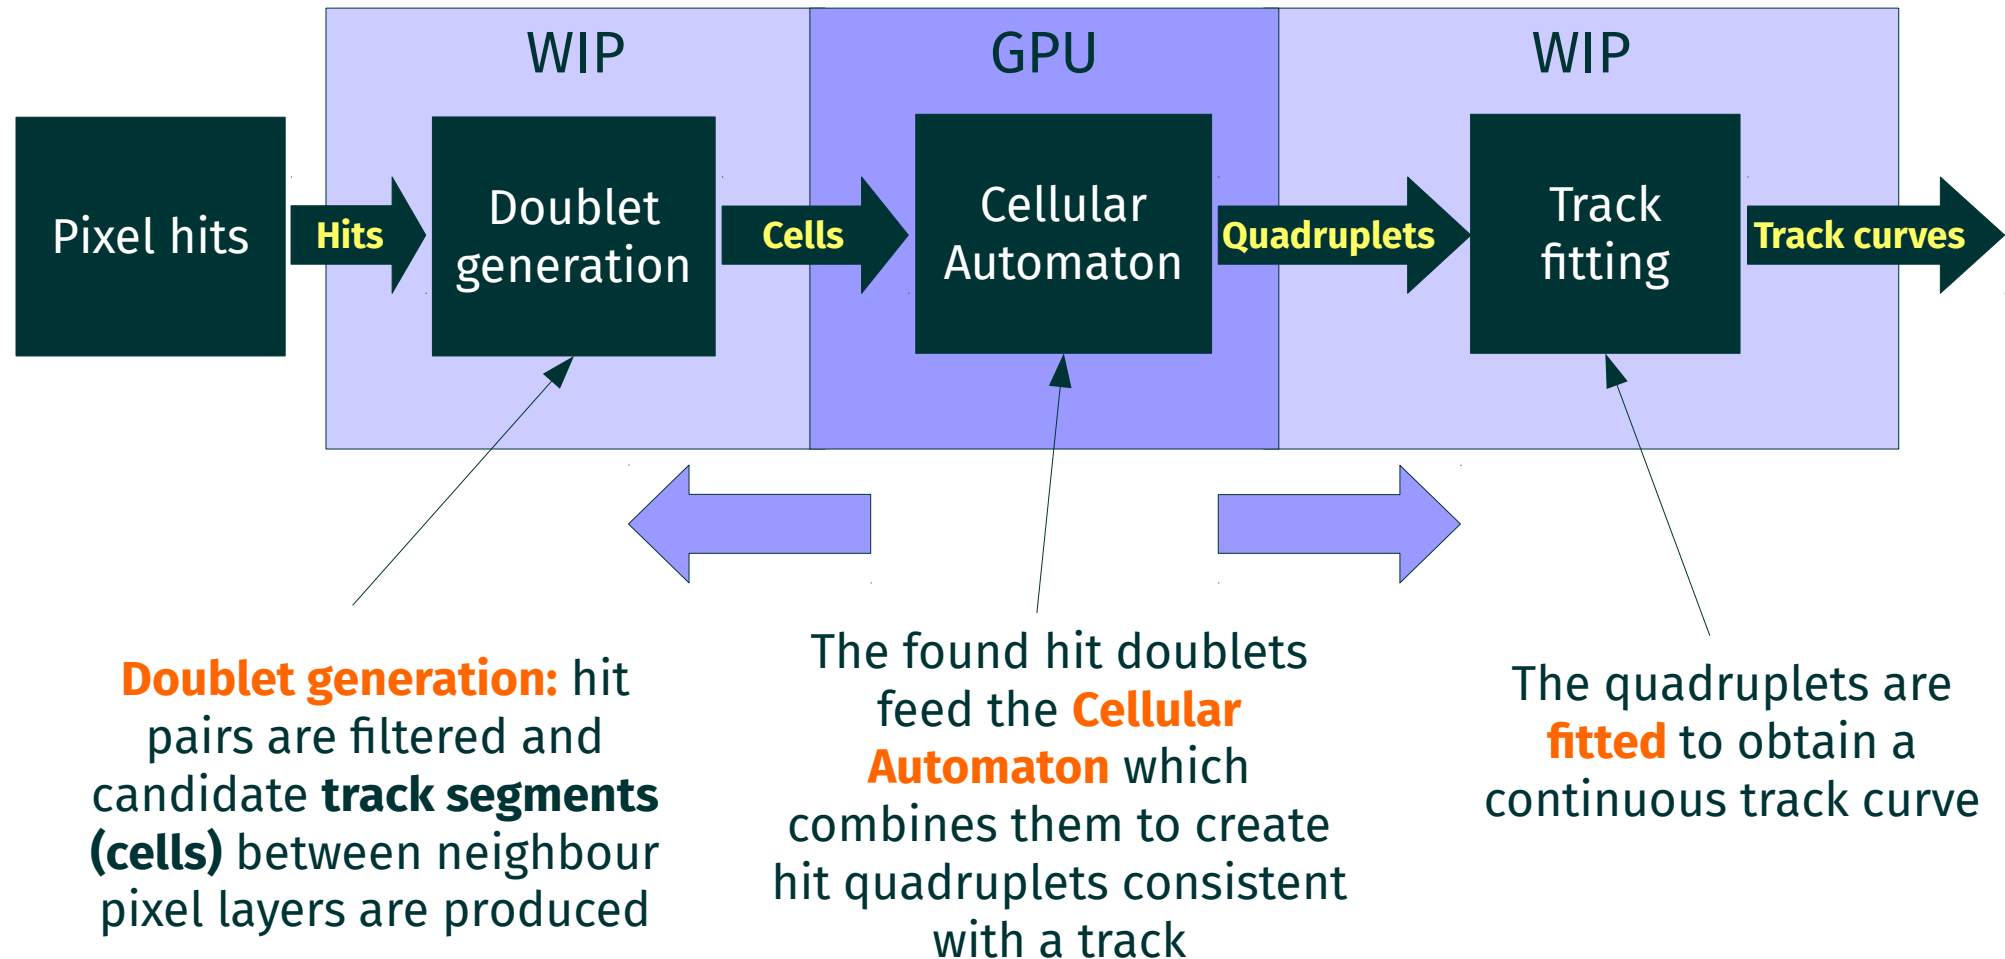 WIP
GPU
WIP
Pixel hits
Hits
Doublet
generation
Cells
Cellular
Automaton
Quadruplets
Track
fitting
Track curves
Doublet generation: hit
pairs are filtered and
candidate track segments
(cells) between neighbour
pixel layers are produced
The found hit doublets
feed the Cellular
Automaton which
combines them to create
hit quadruplets consistent
with a track
The quadruplets are
fitted to obtain a
continuous track curve